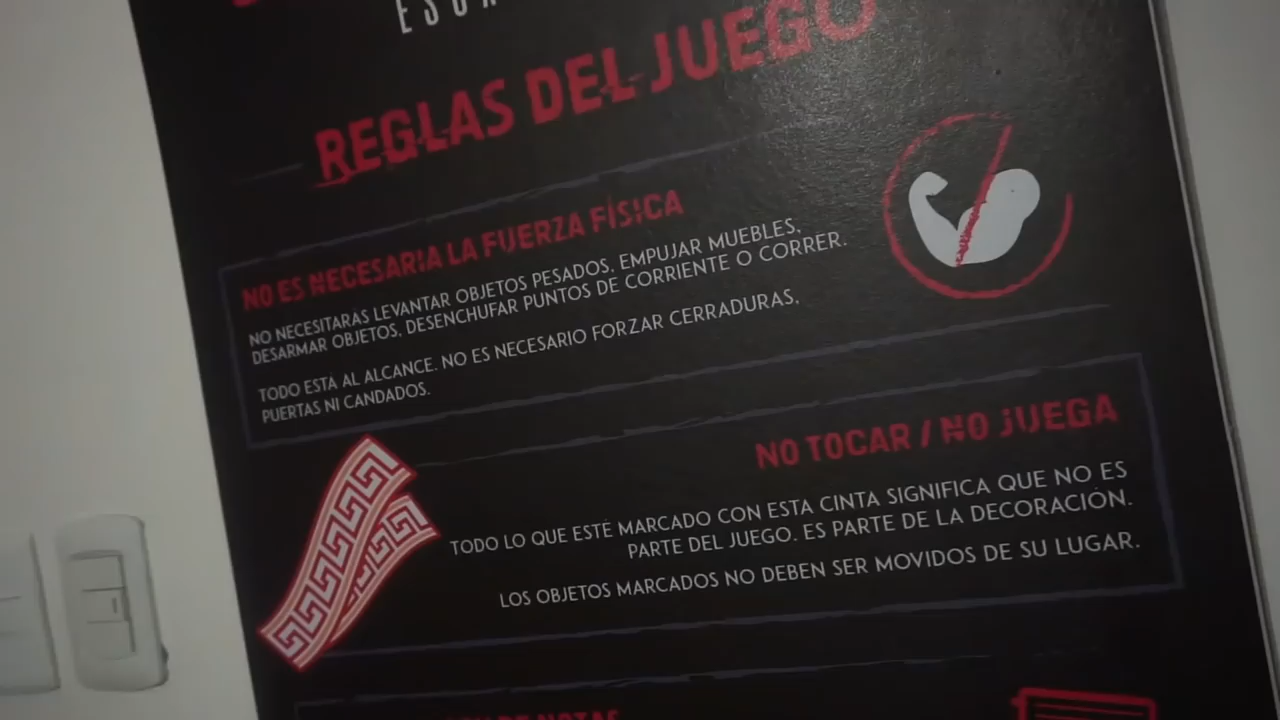 REGLAS DEL JUEGO
NO ES NECESARIA LA FUERZA FÍSICA
NO NECESITARAS LEVANTAR OBJETOS PESADOS, EMPUJAR MUEBLES,
DESARMAR OBJETOS, DESENCHUFAR PUNTOS DE CORRIENTE O CORRER.
TODO ESTÁ AL ALCANCE. NO ES NECESARIO FORZAR CERRADURAS,
PUERTAS NI CANDADOS.
NO TOCAR / NO JUEGA
TODO LO QUE ESTÉ MARCADO CON ESTA CINTA SIGNIFICA QUE NO ES
PARTE DEL JUEGO. ES PARTE DE LA DECORACIÓN.
LOS OBJETOS MARCADOS NO DEBEN SER MOVIDOS DE SU LUGAR.